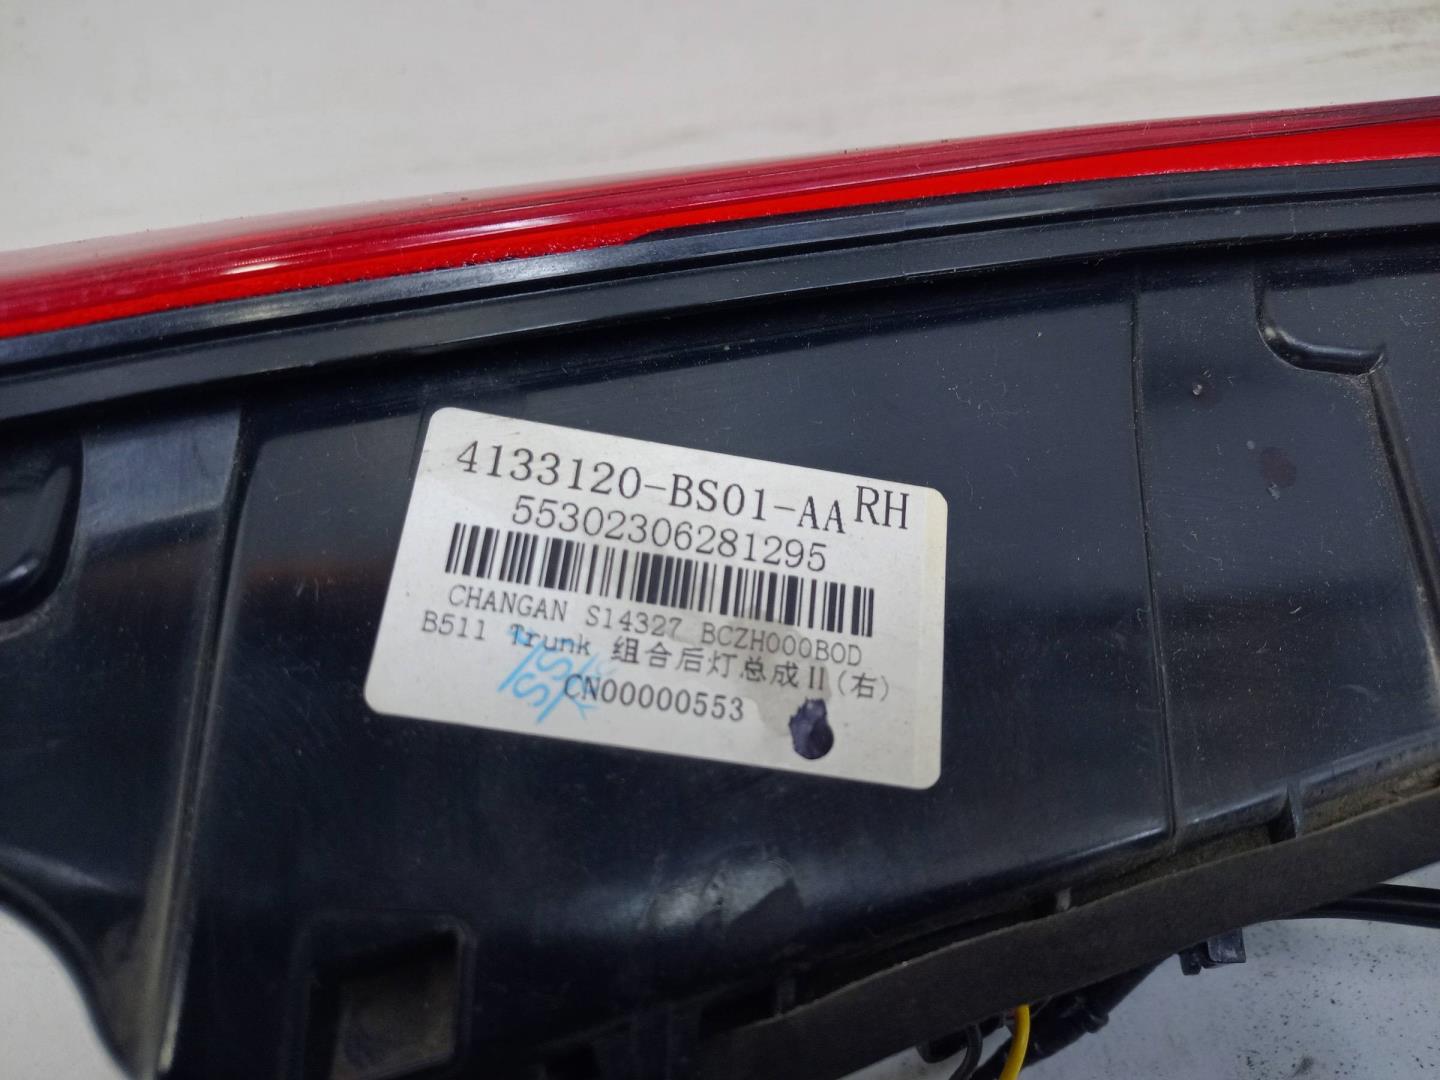 4133120-BS01-AA RH
55302306281295
CHANGAN S14327 BCZH000B0D
B511 Trunk 组合后灯总成II(右)
CN00000553